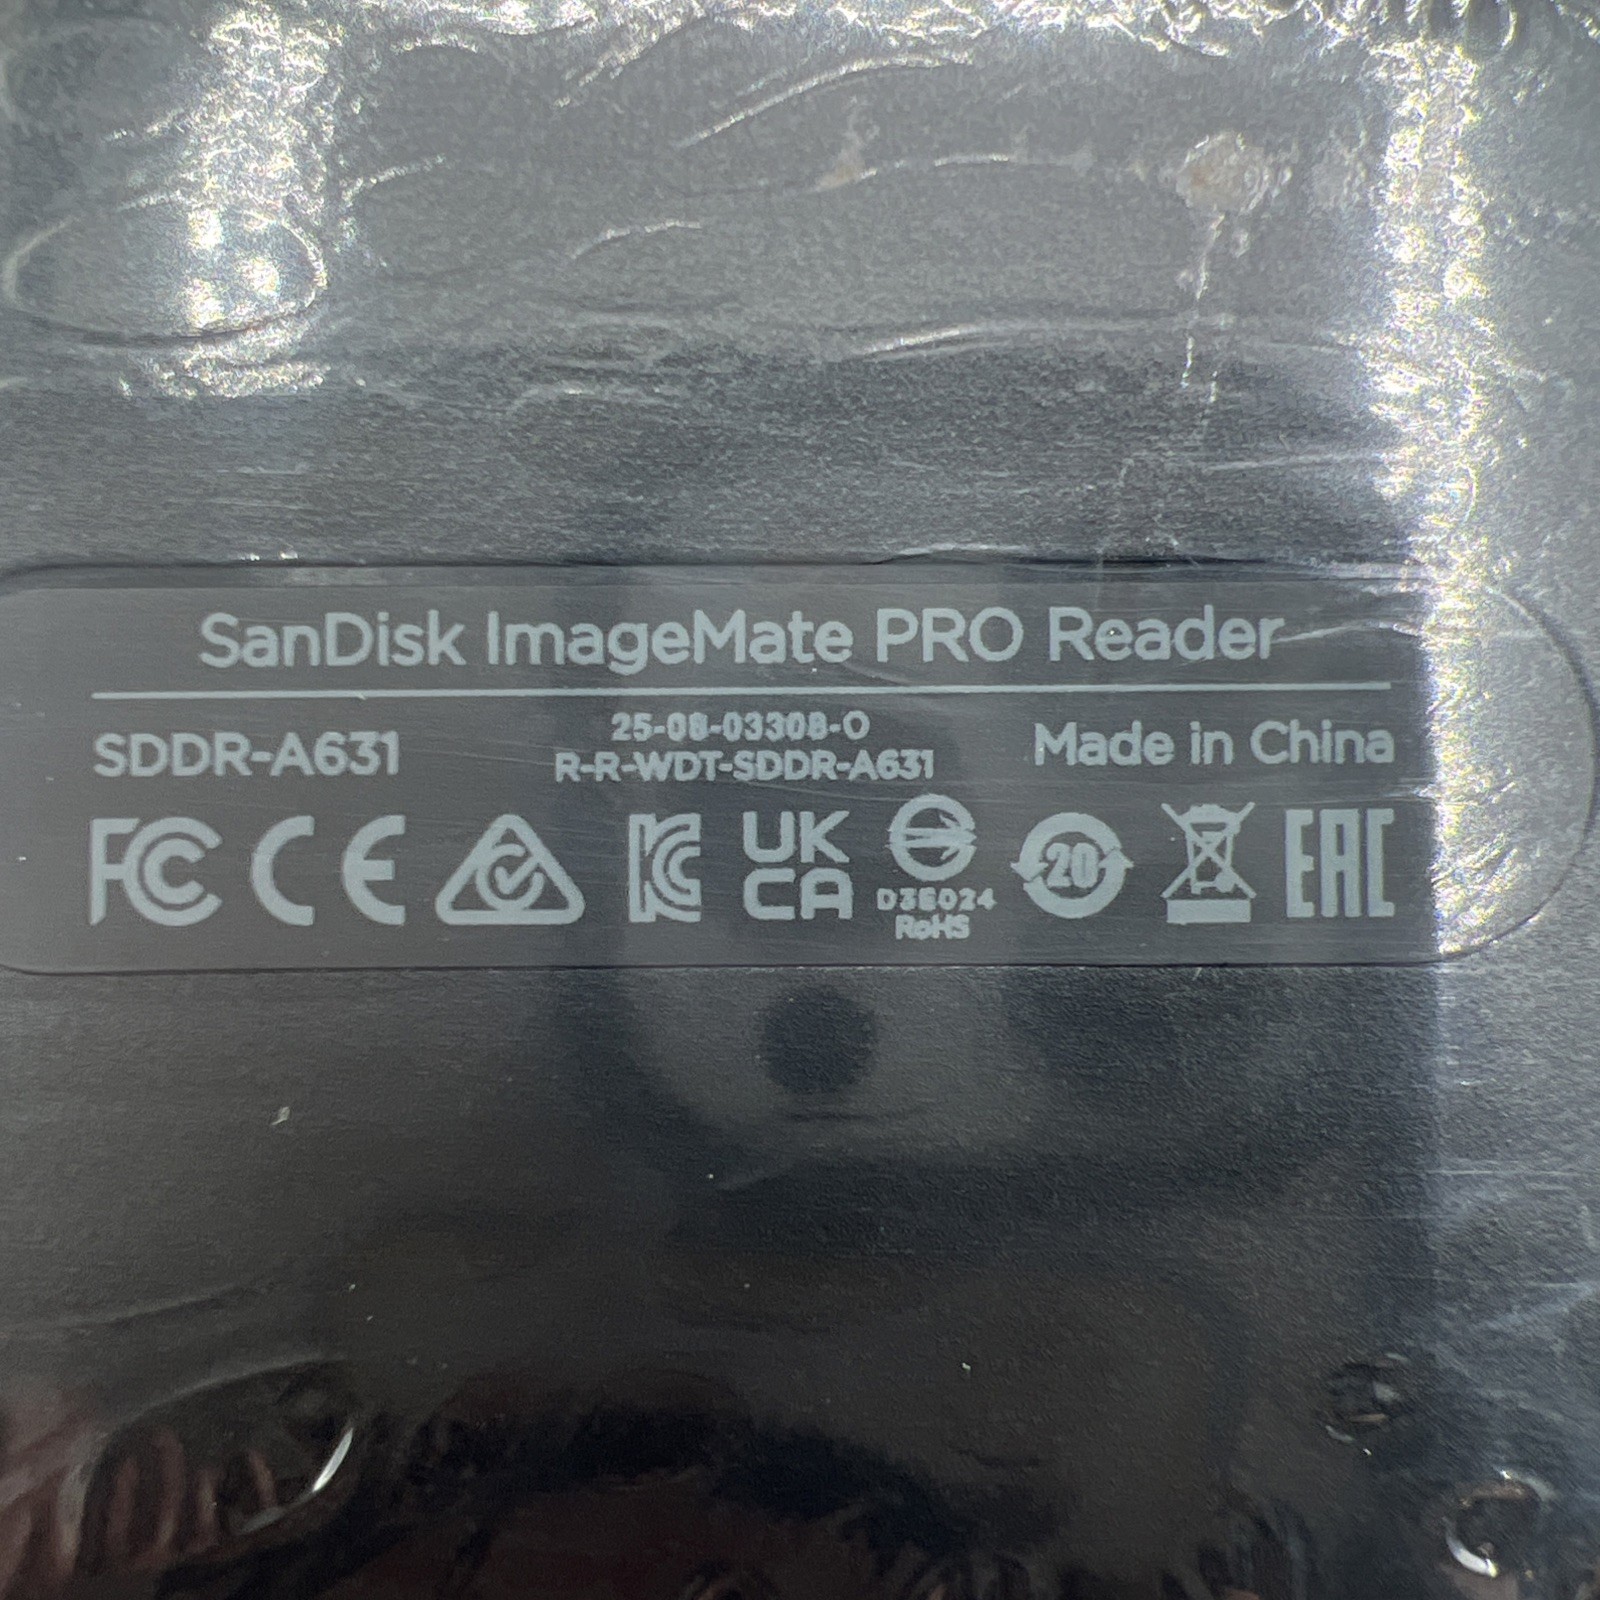 SanDisk ImageMate PRO Reader
SDDR-A631
25-08-03308-O
R-R-WDT-SDDR-A631
Made in China
FC CE
KC
UK
CA
D3E024
RoHS
20
EAC